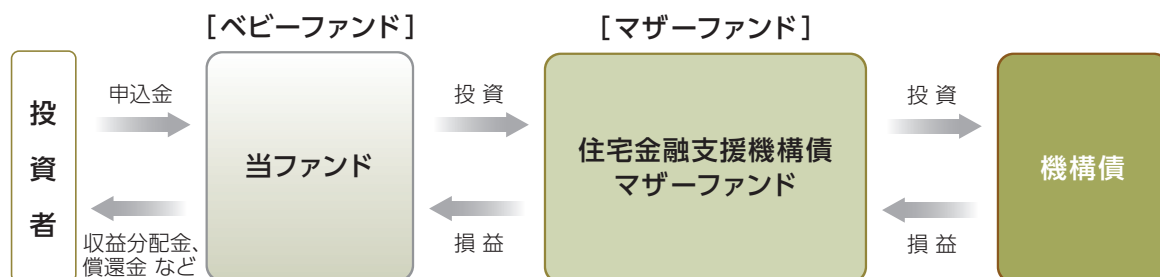 [ベビーファンド]
[マザーファンド]
投資者
申込金
収益分配金、
償還金 など
当ファンド
投 資
損 益
住宅金融支援機構債
マザーファンド
投 資
損 益
機構債